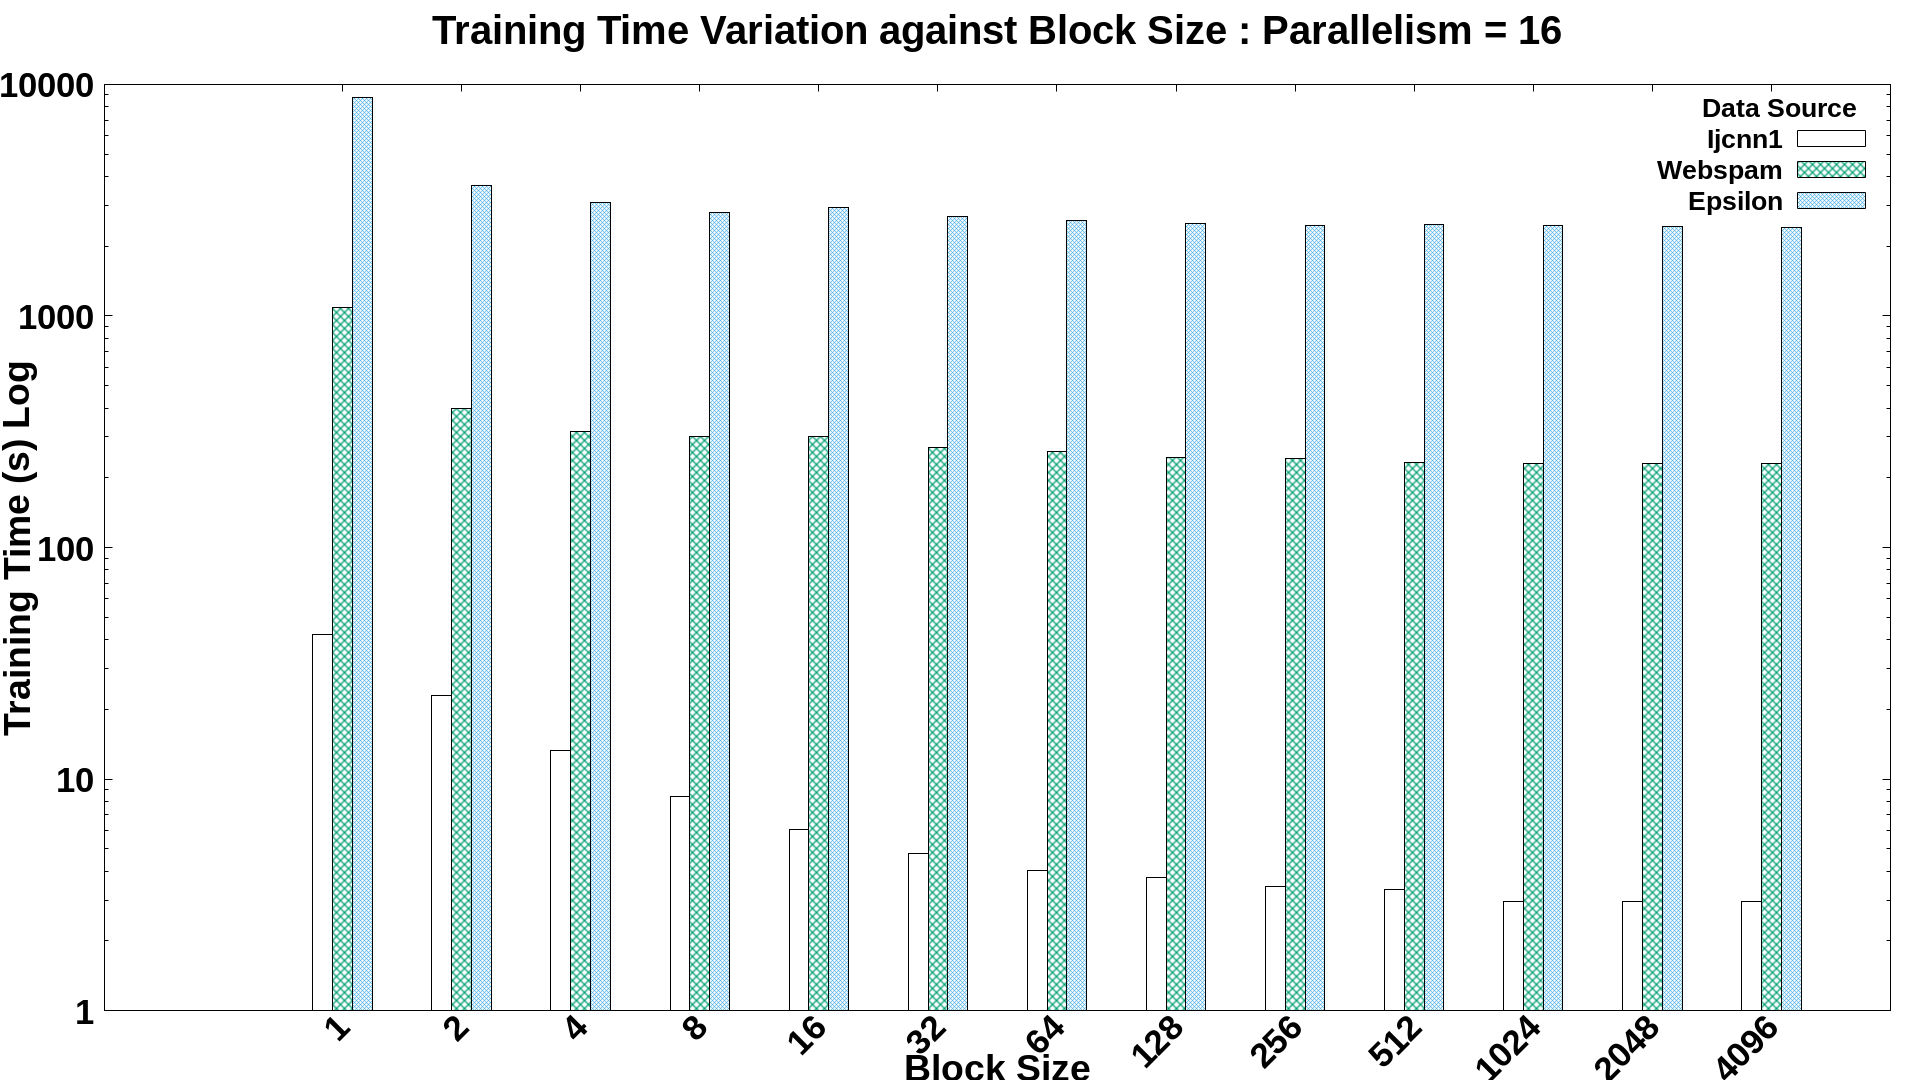 Training Time Variation against Block Size : Parallelism = 16
Data Source
Ijcnn1
Webspam
Epsilon
Training Time (s) Log
10000
1000
100
10
1
1
2
4
8
16
32
64
128
256
512
1024
2048
4096
Block Size